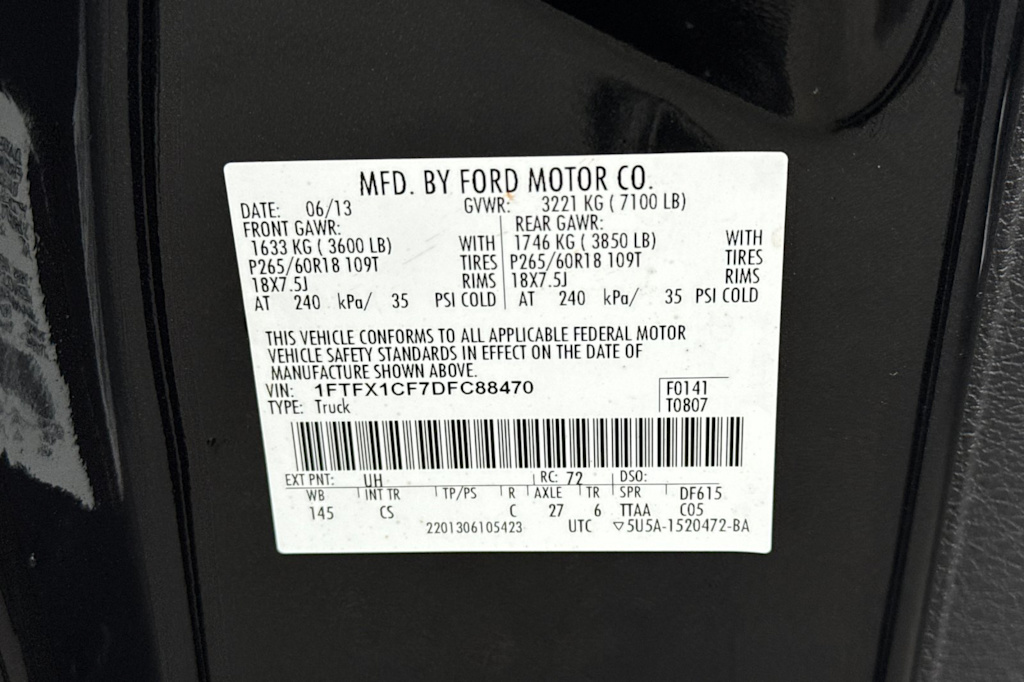 MFD. BY FORD MOTOR CO.
DATE: 06/13 GVWR: 3221 KG ( 7100 LB)
FRONT GAWR: REAR GAWR:
1633 KG ( 3600 LB) WITH 1746 KG ( 3850 LB) WITH
P265/60R18 109T TIRES P265/60R18 109T TIRES
18X7.5J RIMS 18X7.5J RIMS
AT 240 kPa/ 35 PSI COLD AT 240 kPa/ 35 PSI COLD
THIS VEHICLE CONFORMS TO ALL APPLICABLE FEDERAL MOTOR
VEHICLE SAFETY STANDARDS IN EFFECT ON THE DATE OF
MANUFACTURE SHOWN ABOVE.
VIN: 1FTFX1CF7DFC88470 F0141
TYPE: Truck T0807
EXT PNT: UH RC: 72 DSO:
WB INT TR TP/PS R AXLE TR SPR DF615
145 CS C 27 6 TTAA C05
2201306105423 UTC ▽5U5A-1520472-BA